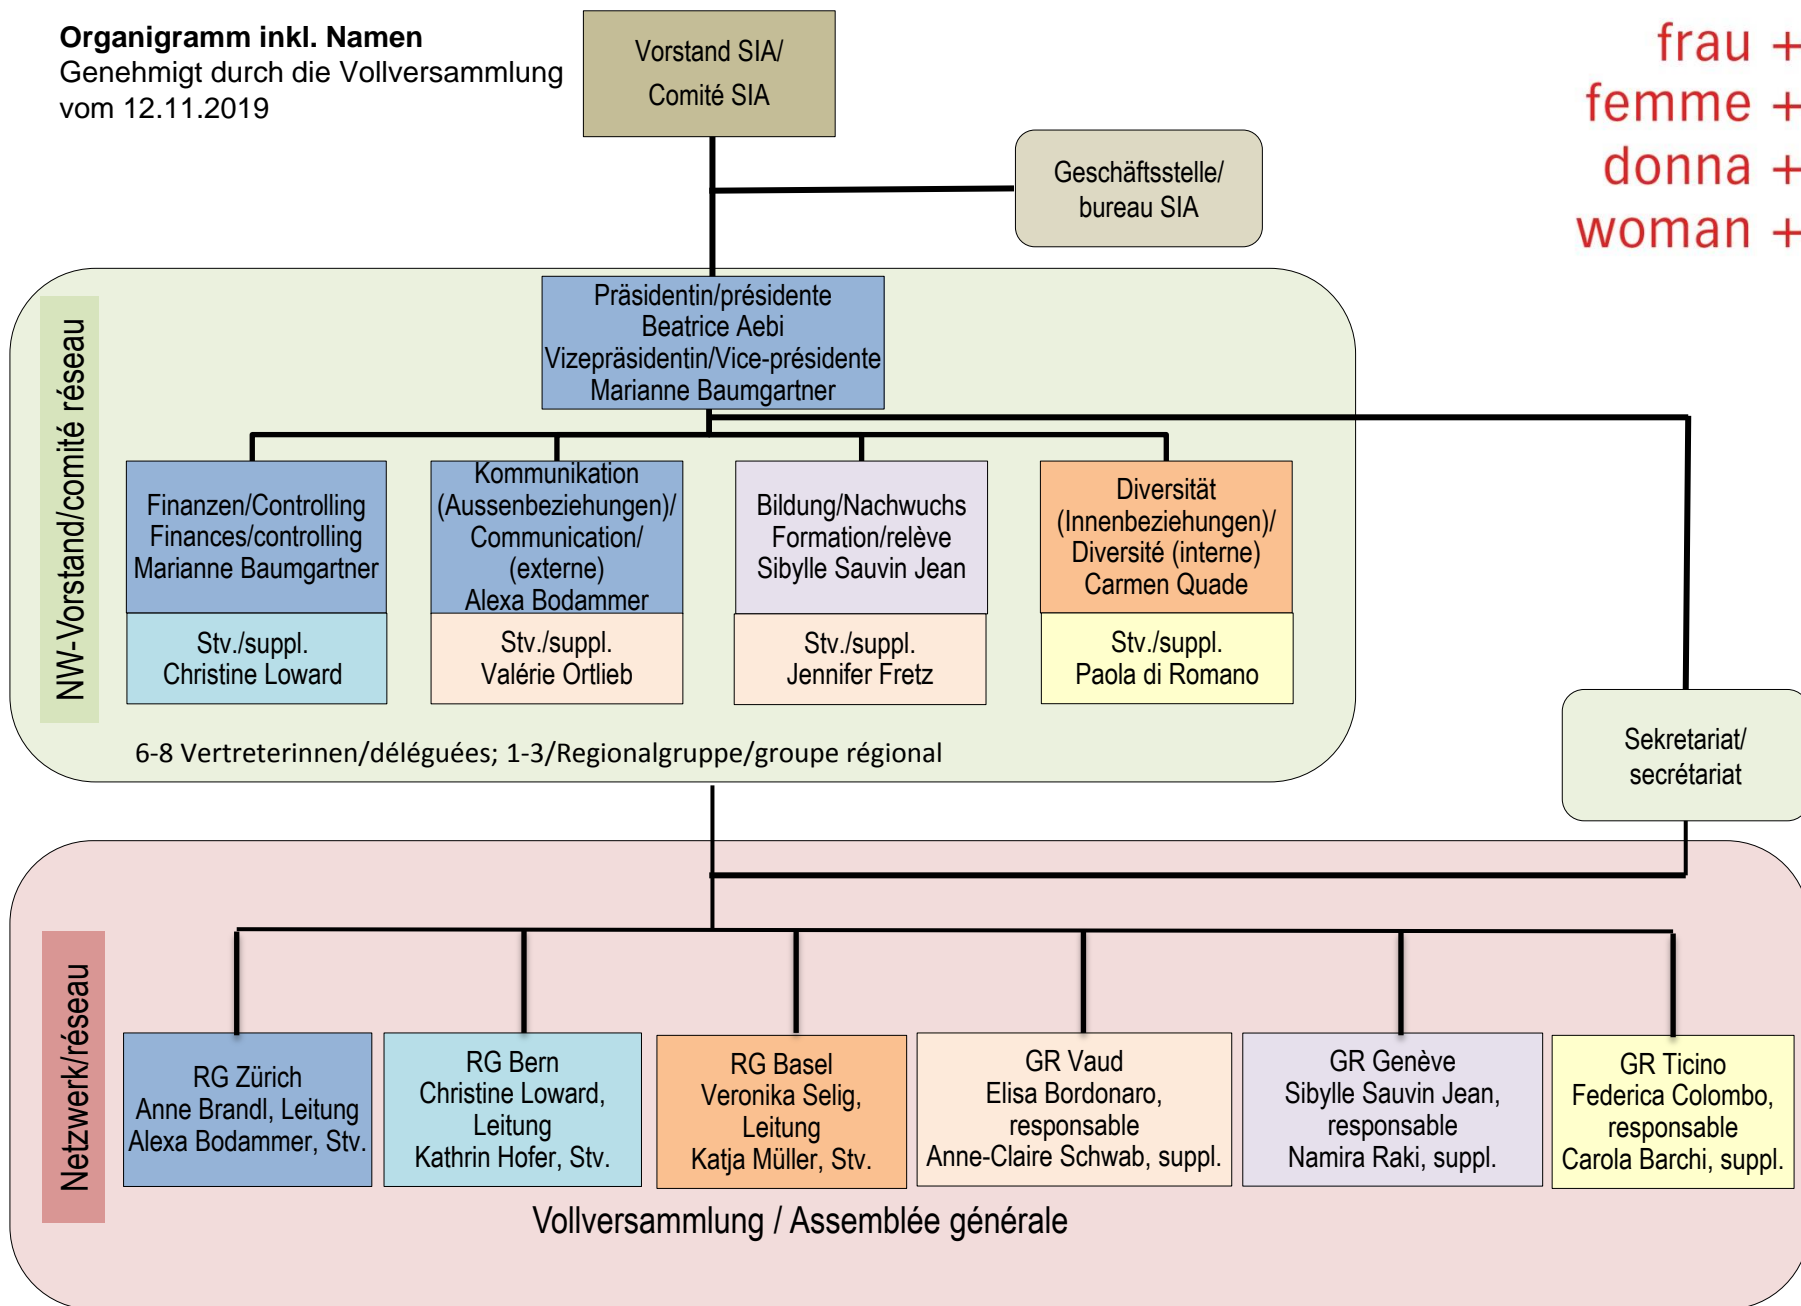 Organigramm inkl. Namen
Genehmigt durch die Vollversammlung
vom 12.11.2019
Vorstand SIA/
Comité SIA
frau +
femme +
donna +
woman +
Geschäftsstelle/
bureau SIA
NW-Vorstand/comité réseau
Präsidentin/présidente
Beatrice Aebi
Vizepräsidentin/Vice-présidente
Marianne Baumgartner
Finanzen/Controlling
Finances/controlling
Marianne Baumgartner
Stv./suppl.
Christine Loward
Kommunikation
(Aussenbeziehungen)/
Communication/
(externe)
Alexa Bodammer
Stv./suppl.
Valérie Ortlieb
Bildung/Nachwuchs
Formation/relève
Sibylle Sauvin Jean
Stv./suppl.
Jennifer Fretz
Diversität
(Innenbeziehungen)/
Diversité (interne)
Carmen Quade
Stv./suppl.
Paola di Romano
6-8 Vertreterinnen/déléguées; 1-3/Regionalgruppe/groupe régional
Sekretariat/
secrétariat
Netzwerk/réseau
RG Zürich
Anne Brandl, Leitung
Alexa Bodammer, Stv.
RG Bern
Christine Loward,
Leitung
Kathrin Hofer, Stv.
RG Basel
Veronika Selig,
Leitung
Katja Müller, Stv.
GR Vaud
Elisa Bordonaro,
responsable
Anne-Claire Schwab, suppl.
GR Genève
Sibylle Sauvin Jean,
responsable
Namira Raki, suppl.
GR Ticino
Federica Colombo,
responsable
Carola Barchi, suppl.
Vollversammlung / Assemblée générale